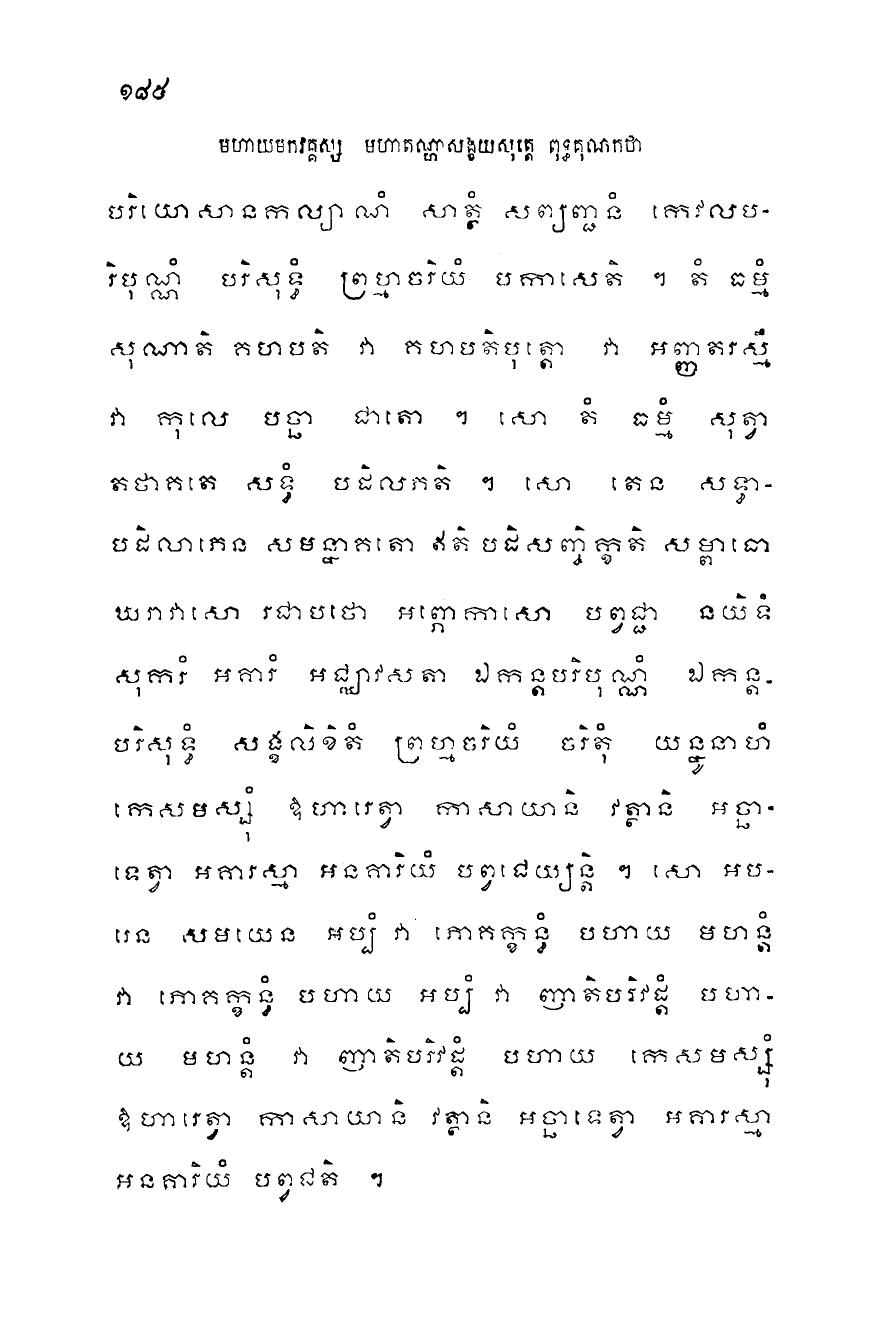 ១៨៥
មហាយមកវគ្គស្ស មហាតណ្ហាសង្ខយសុត្តេ ពុទ្ធគុណកថា
បរិយោសានកល្យាណំ សាត្ថំ សព្យញ្ជនំ កេវលប-
រិបុណ្ណំ បរិសុទ្ធំ ព្រហ្មចរិយំ បកាសេតិ ។ តំ ធម្មំ
សុណាតិ គហបតិ វា គហបតិបុត្តោ វា អញ្ញតរស្មឹ
វា កុលេ បច្ឆា ជាតោ ។ សោ តំ ធម្មំ សុត្វា
តថាគតេ សទ្ធំ បដិលភតិ ។ សោ តេន សទ្ធា-
បដិលាភេន សមន្នាគតោ ឥតិ បដិសញ្ចិក្ខតិ សម្ពាធោ
ឃរាវាសោ រជាបថោ អព្ភោកាសោ បព្វជ្ជា នយិទំ
សុករំ អគារំ អជ្ឈាវសតា ឯកន្តបរិបុណ្ណំ ឯកន្ត-
បរិសុទ្ធំ សង្ខលិខិតំ ព្រហ្មចរិយំ ចរិតុំ យន្នូនាហំ
កេសមស្សុំ ឱហារេត្វា កាសាយានិ វត្ថានិ អច្ឆា-
ទេត្វា អគារស្មា អនគារិយំ បព្វជេយ្យន្តិ ។ សោ អប-
រេន សមយេន អប្បំ វា ភោគក្ខន្ធំ បហាយ មហន្តំ
វា ភោគក្ខន្ធំ បហាយ អប្បំ វា ញាតិបរិវដ្តំ បហា-
យ មហន្តំ វា ញាតិបរិវដ្តំ បហាយ កេសមស្សុំ
ឱហារេត្វា កាសាយានិ វត្ថានិ អច្ឆាទេត្វា អគារស្មា
អនគារិយំ បព្វជតិ ។